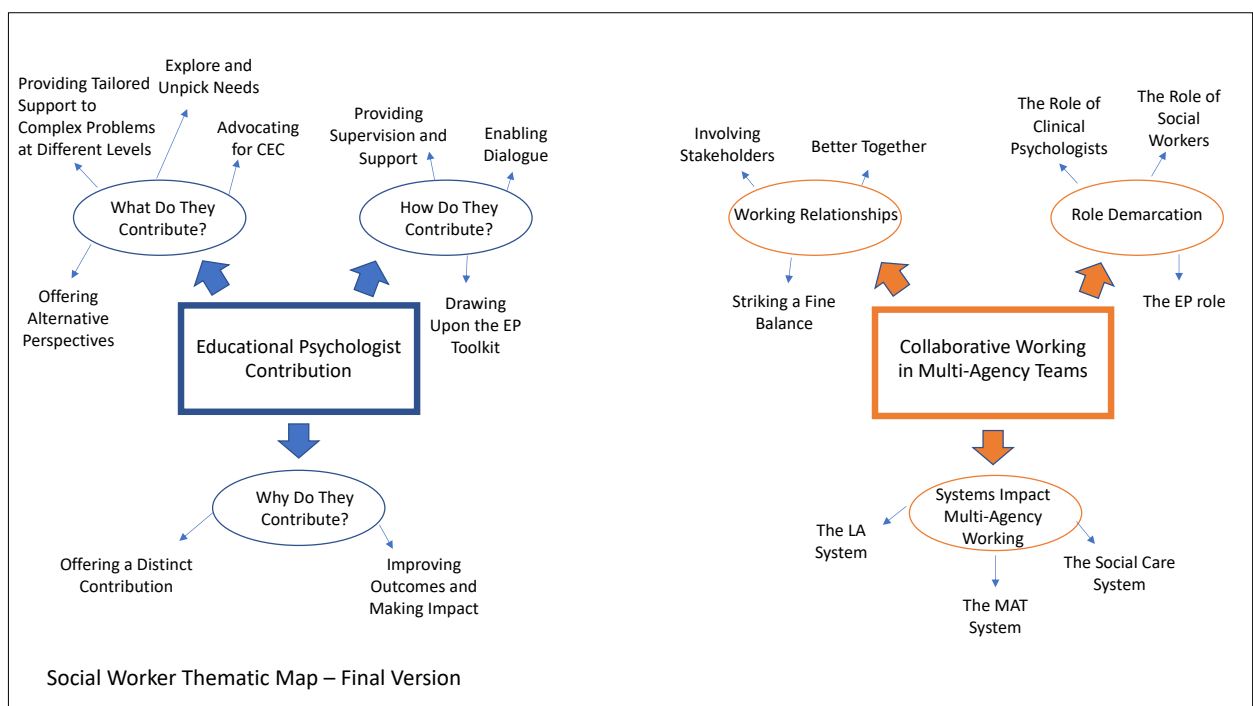 Explore and
Unpick Needs
Providing Tailored
Support to
Complex Problems
at Different Levels
Advocating
for CEC
What Do They
Contribute?
Offering
Alternative
Perspectives
Providing
Supervision and
Support
Enabling
Dialogue
How Do They
Contribute?
Drawing
Upon the EP
Toolkit
Educational Psychologist
Contribution
Why Do They
Contribute?
Offering a Distinct
Contribution
Improving
Outcomes and
Making Impact
Involving
Stakeholders
Better Together
Working Relationships
Striking a Fine
Balance
The Role of
Clinical
Psychologists
The Role of
Social
Workers
Role Demarcation
The EP role
Collaborative Working
in Multi-Agency Teams
Systems Impact
Multi-Agency
Working
The LA
System
The MAT
System
The Social Care
System
Social Worker Thematic Map – Final Version